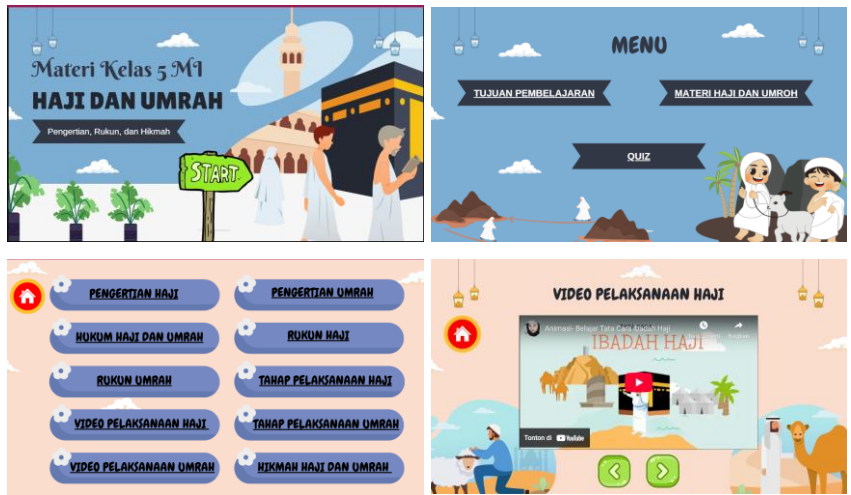 Materi Kelas 5 MI
HAJI DAN UMRAH
Pengertian, Rukun, dan Hikmah
START
MENU
TUJUAN PEMBELAJARAN
MATERI HAJI DAN UMROH
QUIZ
PENGERTIAN HAJI
PENGERTIAN UMRAH
HUKUM HAJI DAN UMRAH
RUKUN HAJI
RUKUN UMRAH
TAHAP PELAKSANAAN HAJI
VIDEO PELAKSANAAN HAJI
TAHAP PELAKSANAAN UMRAH
VIDEO PELAKSANAAN UMRAH
HIKMAH HAJI DAN UMRAH
VIDEO PELAKSANAAN HAJI
Animasi- Belajar Tata Cara Ibadah Haji
IBADAH HAJI
Tonton di YouTube